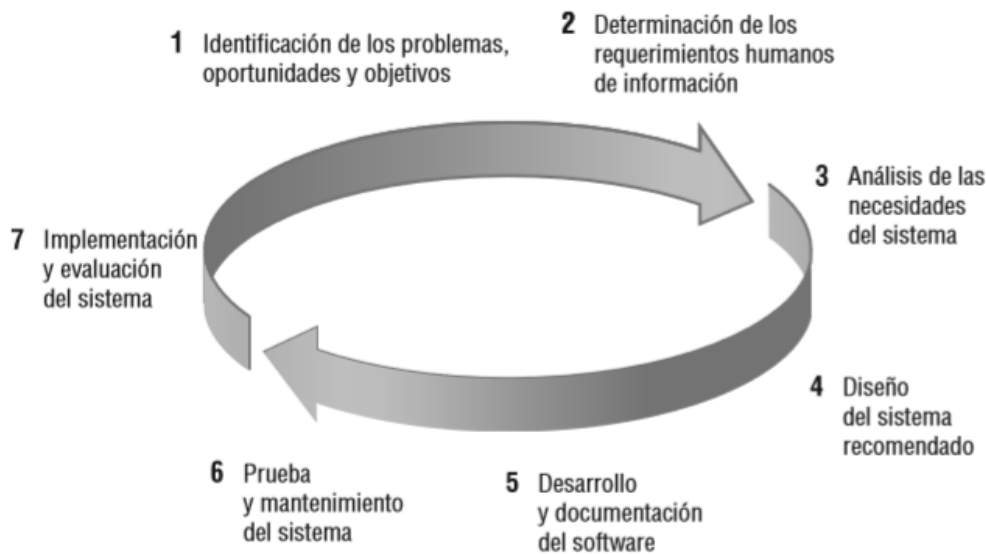 1 Identificación de los problemas,
oportunidades y objetivos
2 Determinación de los
requerimientos humanos
de información
3 Análisis de las
necesidades
del sistema
4 Diseño
del sistema
recomendado
5 Desarrollo
y documentación
del software
6 Prueba
y mantenimiento
del sistema
7 Implementación
y evaluación
del sistema